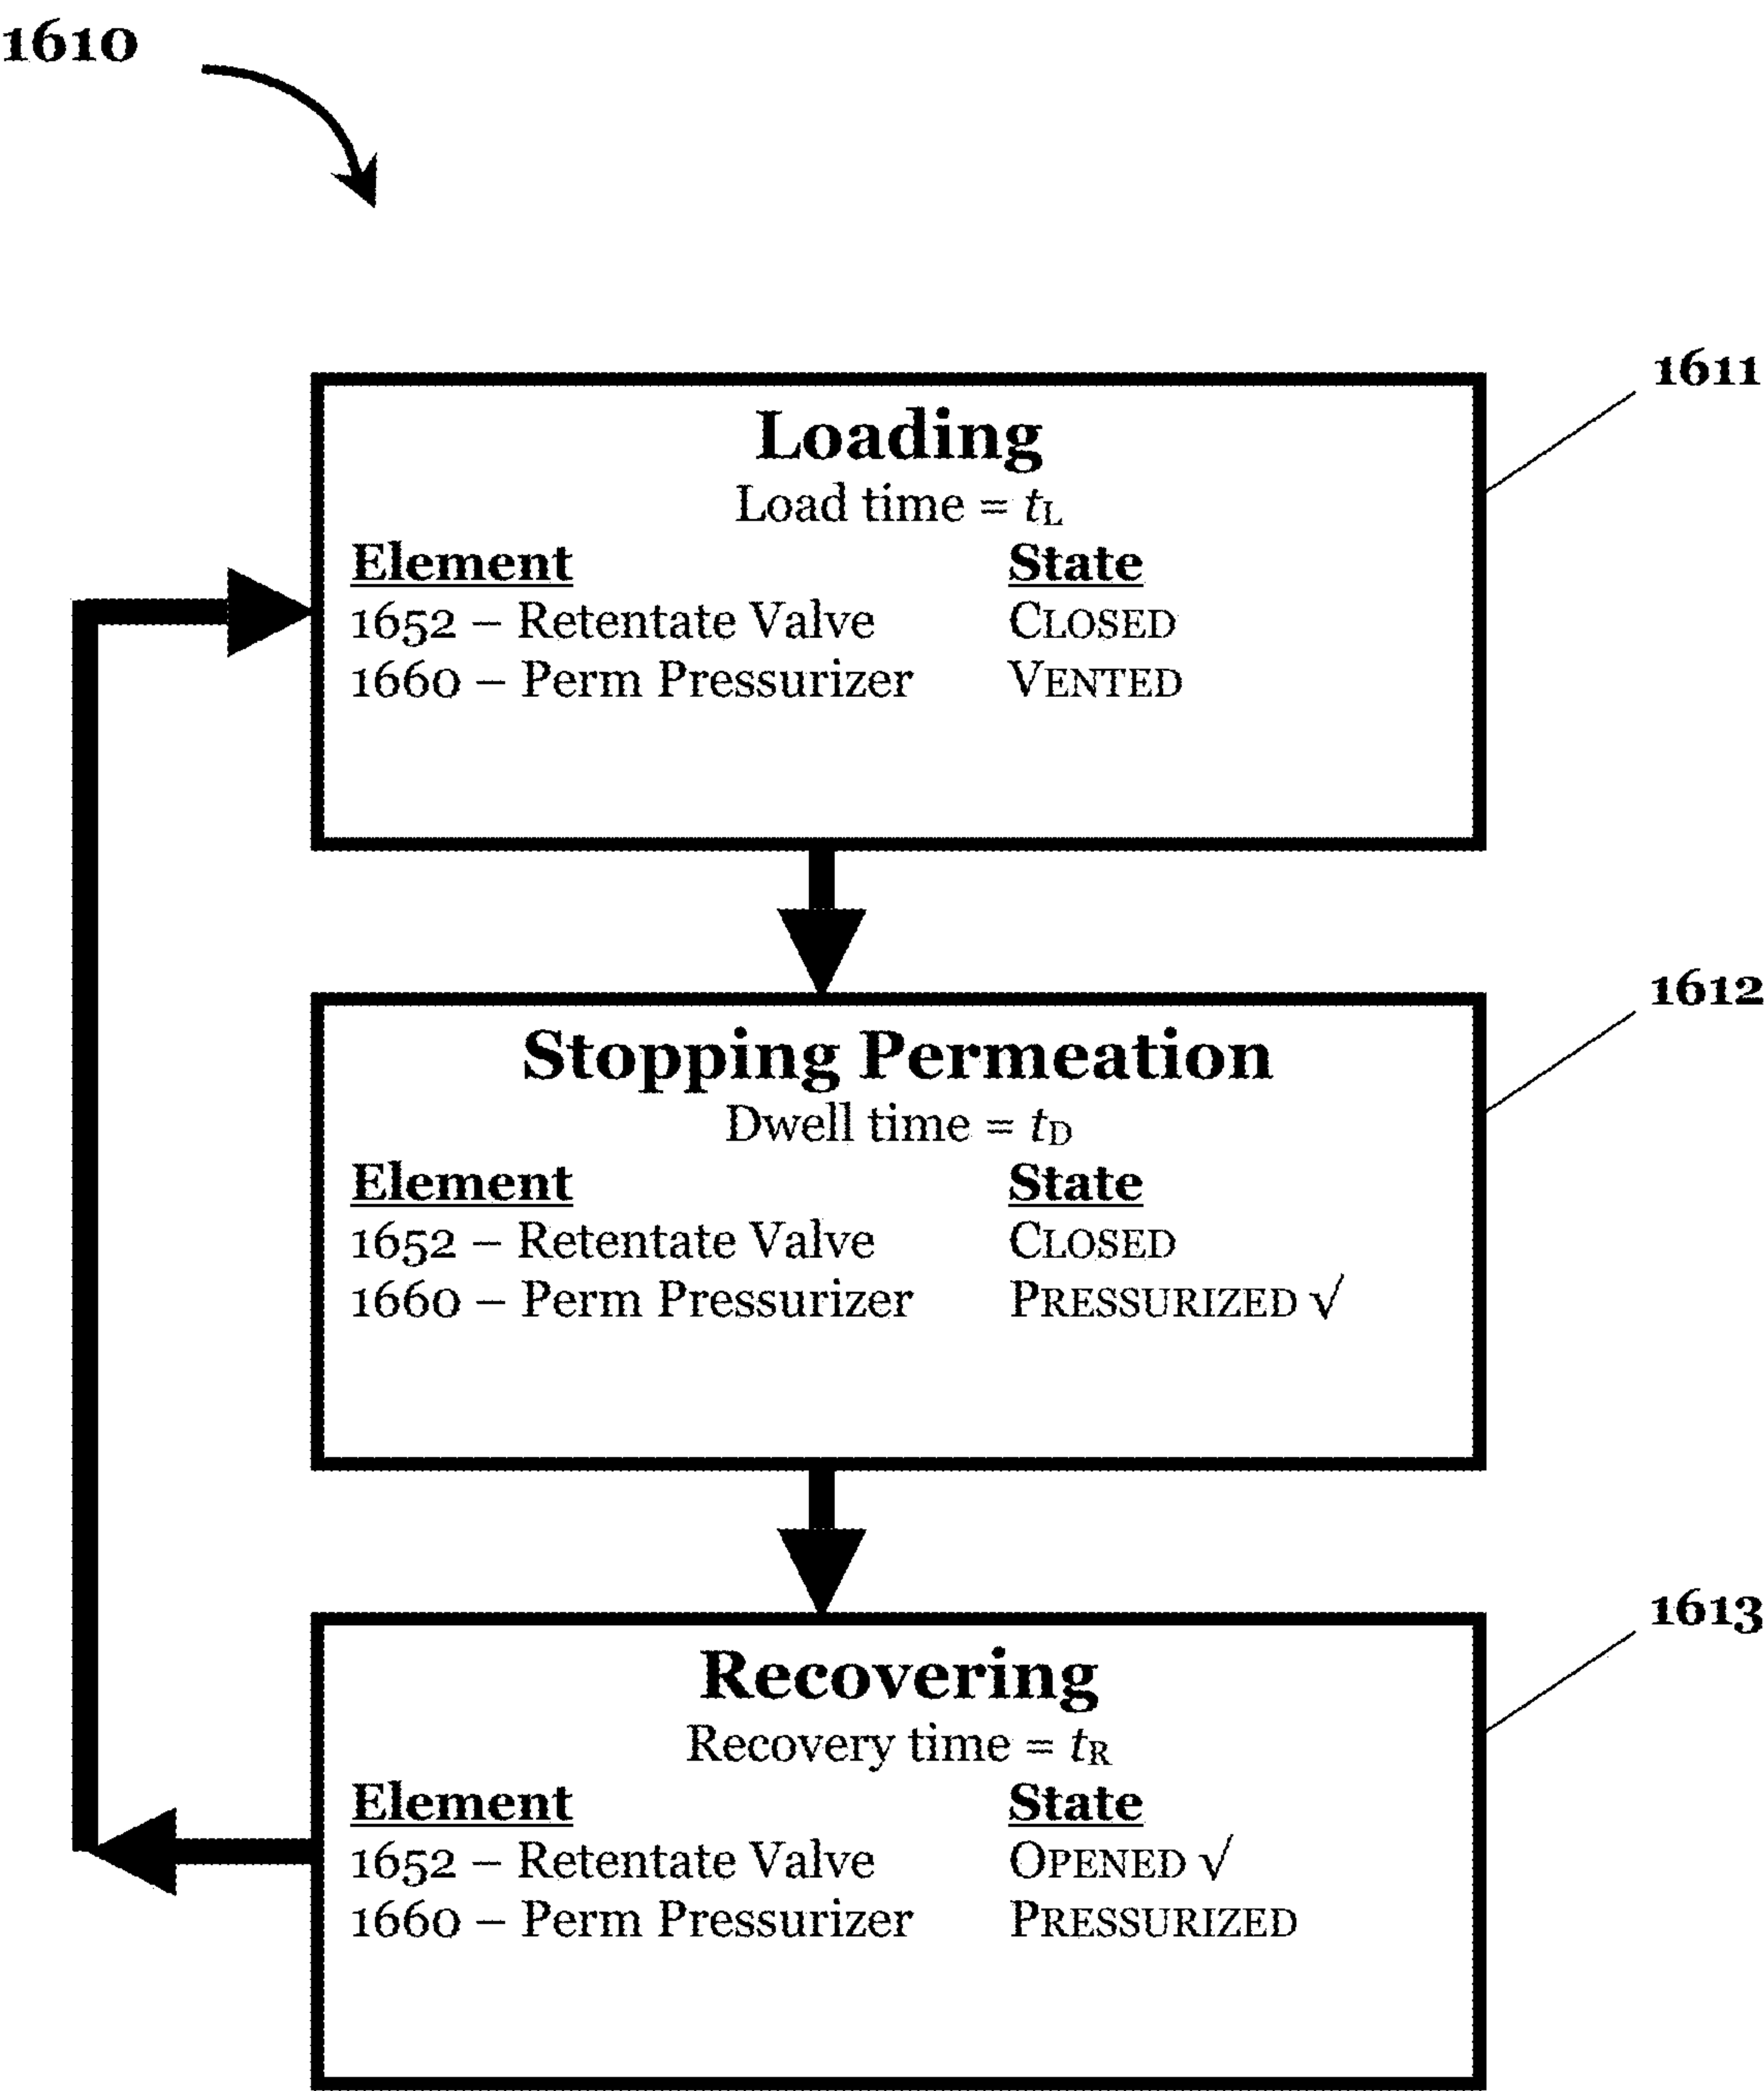 1610
1611
Loading
Load time = tL
Element State
1652 – Retentate Valve CLOSED
1660 – Perm Pressurizer VENTED
1612
Stopping Permeation
Dwell time = tD
Element State
1652 – Retentate Valve CLOSED
1660 – Perm Pressurizer PRESSURIZED √
1613
Recovering
Recovery time = tR
Element State
1652 – Retentate Valve OPENED √
1660 – Perm Pressurizer PRESSURIZED